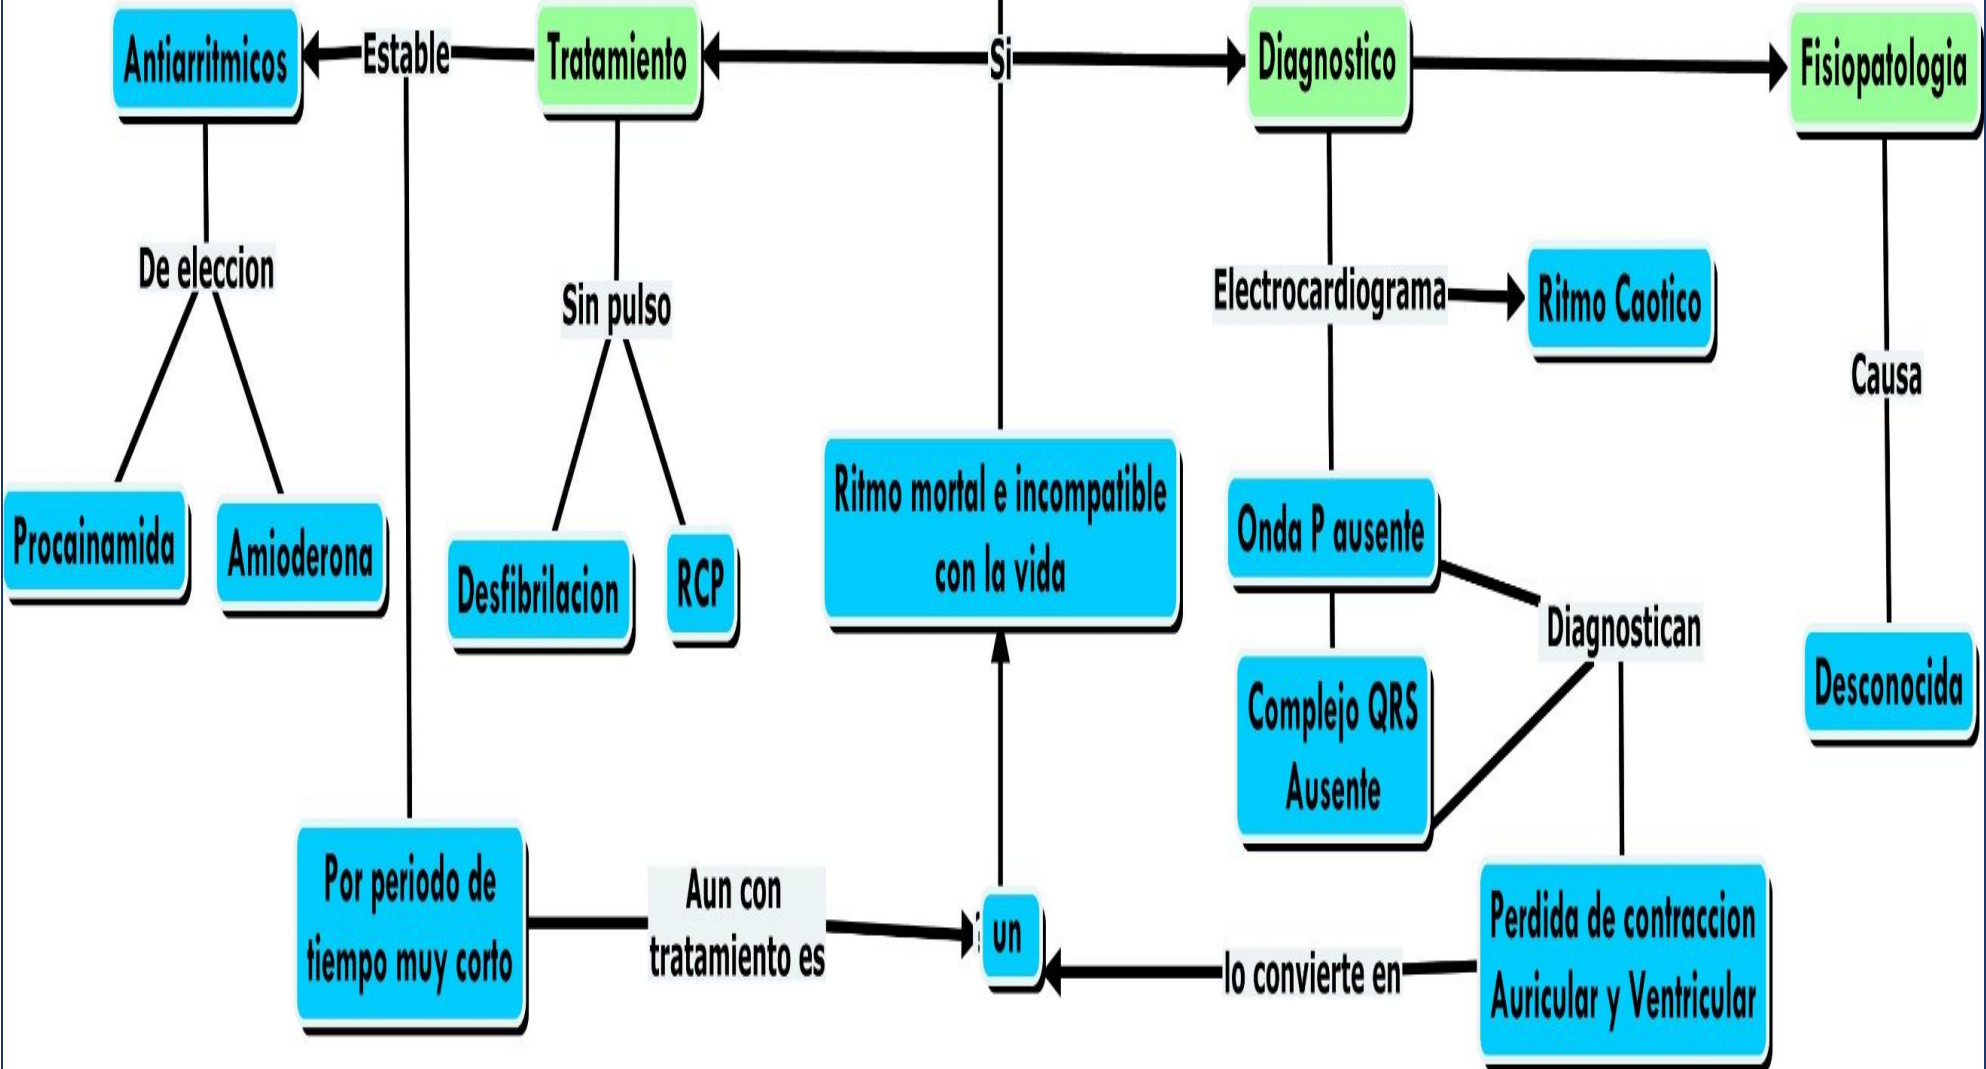 Antiarritmicos
Estable
Tratamiento
Si
Diagnostico
Fisiopatologia
De eleccion
Sin pulso
Electrocardiograma
Ritmo Caotico
Causa
Procainamida
Amioderona
Desfibrilacion
RCP
Ritmo mortal e incompatible
con la vida
Onda P ausente
Diagnostican
Complejo QRS
Ausente
Desconocida
Por periodo de
tiempo muy corto
Aun con
tratamiento es
un
lo convierte en
Perdida de contraccion
Auricular y Ventricular